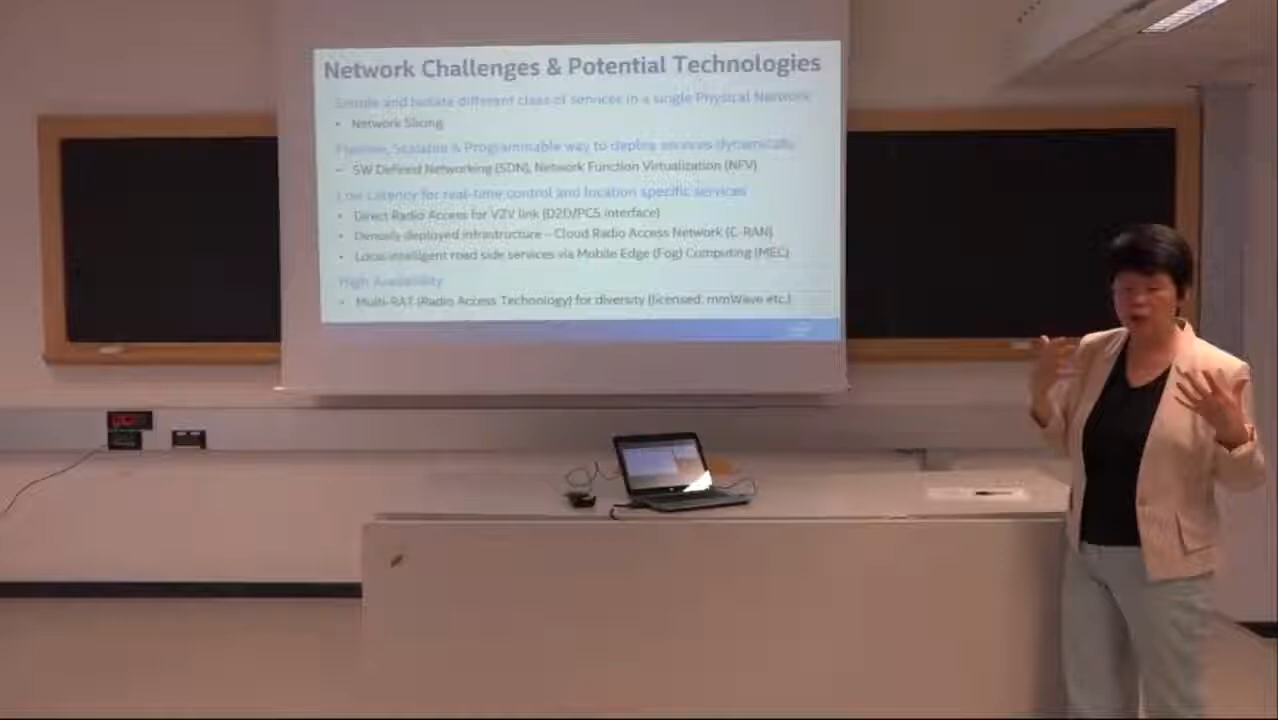 Network Challenges & Potential Technologies
and Isolate different class of services in a single Physical Network
• Network Slicing
Flexible, Scalable & Programmable way to deploy services dynamically
• SW Defined Networking (SDN), Network Function Virtualization (NFV)
Low Latency for real-time control and location specific services
• Direct Radio Access for V2V link (D2D/PC5 interface)
• Densely deployed infrastructure – Cloud Radio Access Network (C-RAN)
• Local intelligent road side services via Mobile Edge (Fog) Computing (MEC)
High Availability
• Multi-RAT (Radio Access Technology) for diversity (licensed, mmWave etc.)